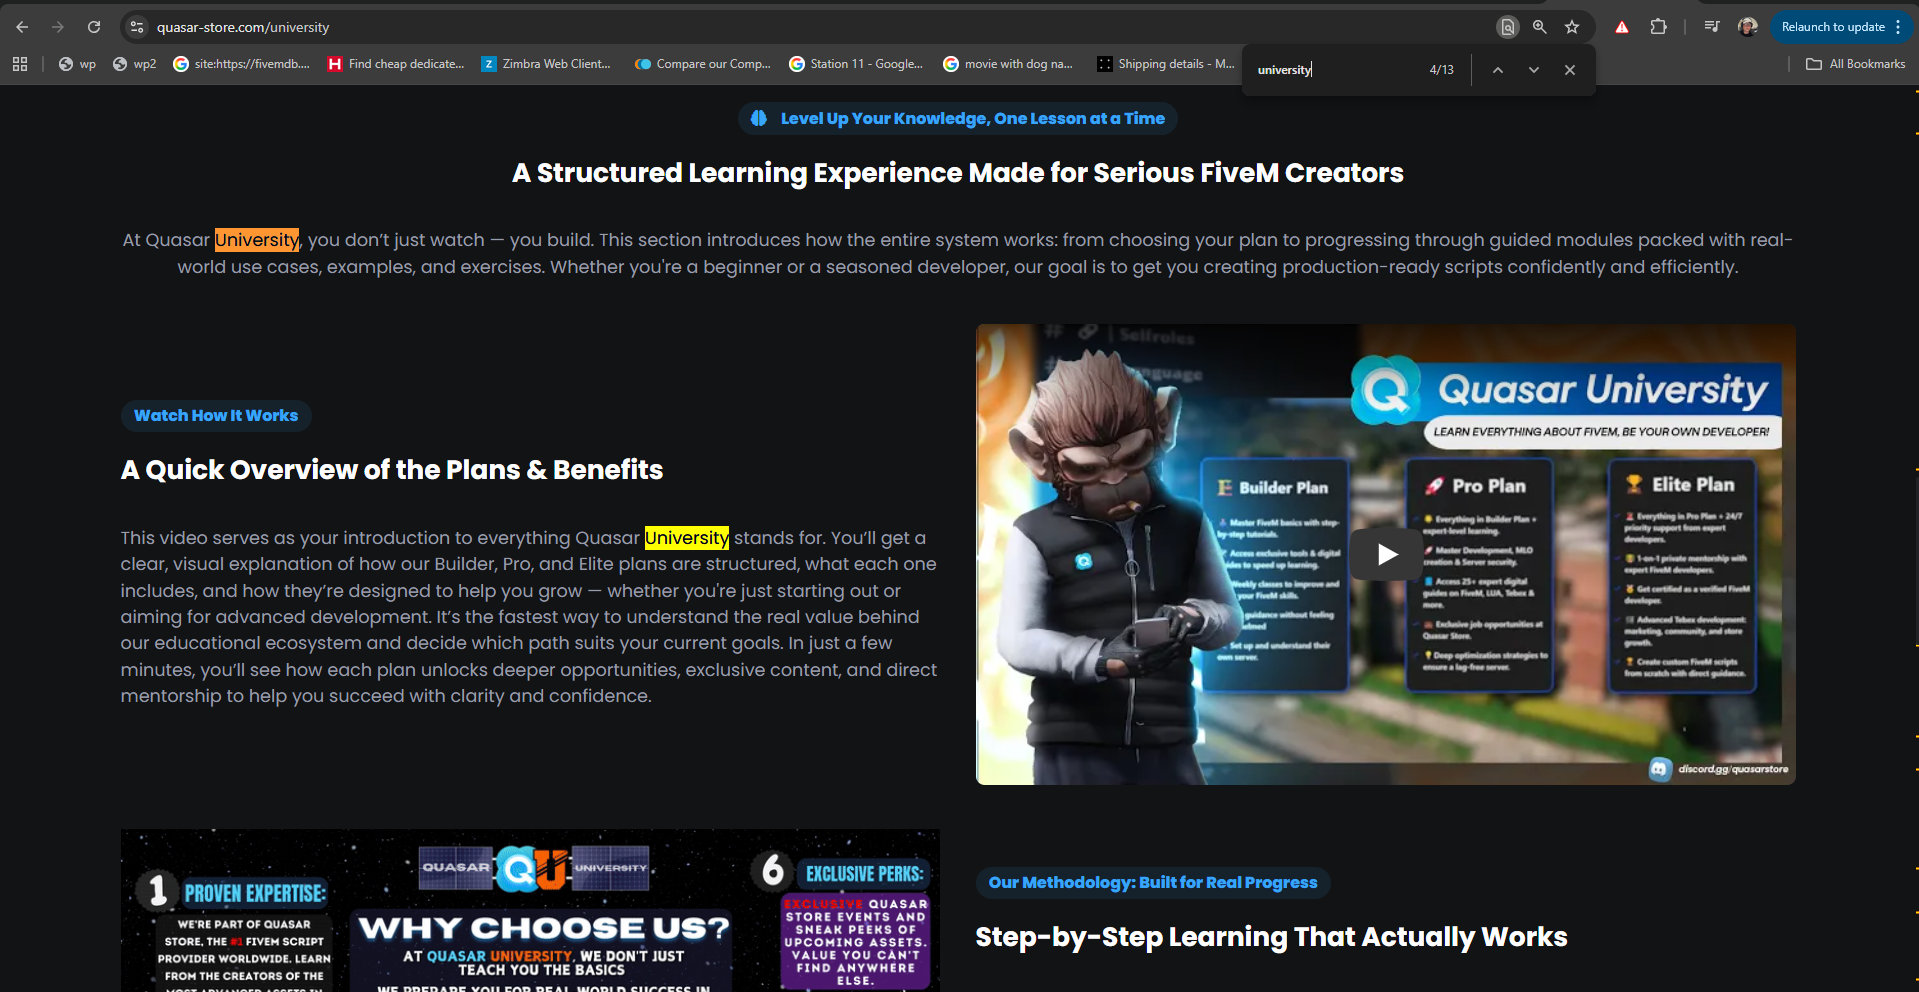 quasar-store.com/university
Relaunch to update
wp
wp2
site:https://fivemdb....
Find cheap dedicate...
Zimbra Web Client...
Compare our Comp...
Station 11 - Google...
movie with dog na...
Shipping details - M...
All Bookmarks
university
4/13
Level Up Your Knowledge, One Lesson at a Time
A Structured Learning Experience Made for Serious FiveM Creators
At Quasar University, you don’t just watch — you build. This section introduces how the entire system works: from choosing your plan to progressing through guided modules packed with real-
world use cases, examples, and exercises. Whether you're a beginner or a seasoned developer, our goal is to get you creating production-ready scripts confidently and efficiently.
Watch How It Works
A Quick Overview of the Plans & Benefits
This video serves as your introduction to everything Quasar University stands for. You’ll get a
clear, visual explanation of how our Builder, Pro, and Elite plans are structured, what each one
includes, and how they’re designed to help you grow — whether you're just starting out or
aiming for advanced development. It’s the fastest way to understand the real value behind
our educational ecosystem and decide which path suits your current goals. In just a few
minutes, you’ll see how each plan unlocks deeper opportunities, exclusive content, and direct
mentorship to help you succeed with clarity and confidence.
# | Selfroles
Quasar University
LEARN EVERYTHING ABOUT FIVEM, BE YOUR OWN DEVELOPER!
Builder Plan
Master FiveM basics with step-
by-step tutorials.
Access exclusive tools & digital
to speed up learning.
Weekly classes to improve and
your FiveM skills.
guidance without feeling
Set up and understand their
own server.
Pro Plan
Everything in Builder Plan +
expert-level learning.
Master Development, MLO
creation & Server security.
Access 25+ expert digital
guides on FiveM, LUA, Tebex &
more.
Exclusive job opportunities at
Quasar Store.
Deep optimization strategies to
ensure a lag-free server.
Elite Plan
Everything in Pro Plan + 24/7
priority support from expert
developers.
1-on-1 private mentorship with
expert FiveM developers.
Get certified as a verified FiveM
developer.
Advanced Tebex development:
marketing, community, and store
growth.
Create custom FiveM scripts
from scratch with direct guidance.
discord.gg/quasarstore
QUASAR QU UNIVERSITY
1 PROVEN EXPERTISE:
WE'RE PART OF QUASAR
STORE, THE #1 FIVEM SCRIPT
PROVIDER WORLDWIDE. LEARN
FROM THE CREATORS OF THE
MOST ADVANCED ASSETS IN
WHY CHOOSE US?
AT QUASAR UNIVERSITY, WE DON'T JUST
TEACH YOU THE BASICS
WE PREPARE YOU FOR REAL-WORLD SUCCESS IN
6 EXCLUSIVE PERKS:
EXCLUSIVE QUASAR
STORE EVENTS AND
SNEAK PEEKS OF
UPCOMING ASSETS.
VALUE YOU CAN'T
FIND ANYWHERE
ELSE.
Our Methodology: Built for Real Progress
Step-by-Step Learning That Actually Works